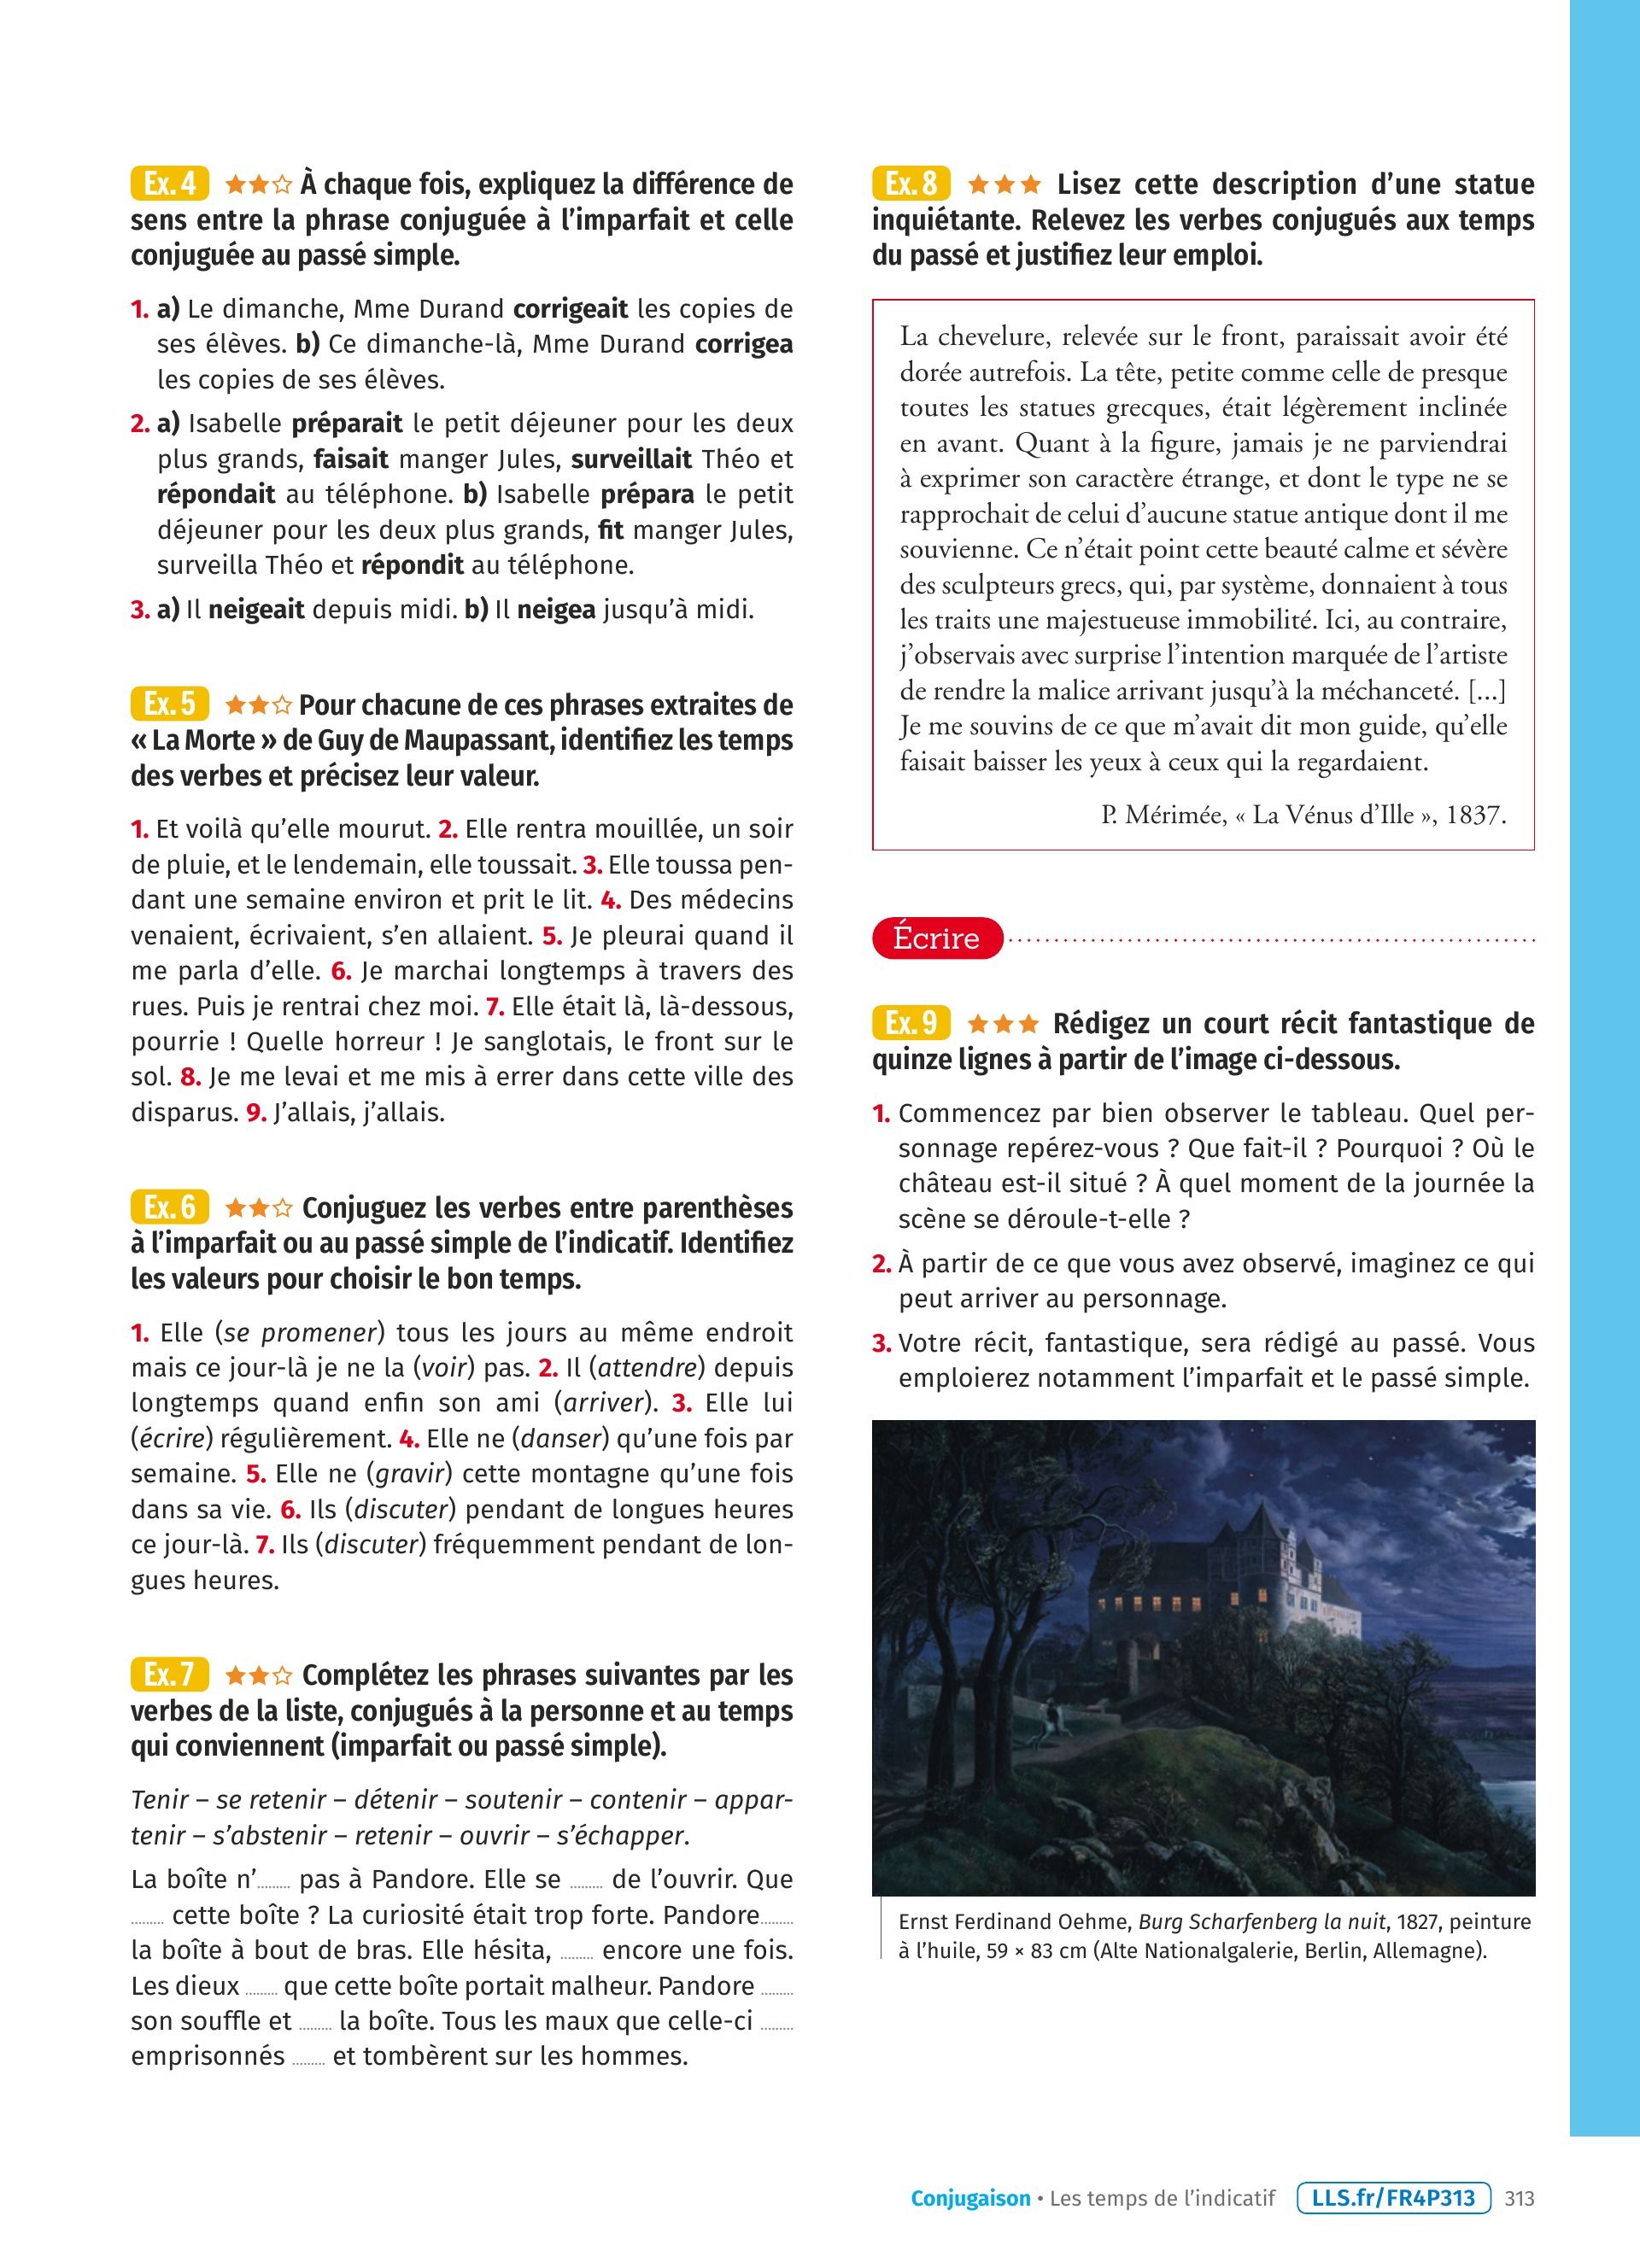 Ex. 4 ★★☆ À chaque fois, expliquez la différence de
sens entre la phrase conjuguée à l’imparfait et celle
conjuguée au passé simple.
1. a) Le dimanche, Mme Durand corrigeait les copies de
ses élèves. b) Ce dimanche-là, Mme Durand corrigea
les copies de ses élèves.
2. a) Isabelle préparait le petit déjeuner pour les deux
plus grands, faisait manger Jules, surveillait Théo et
répondait au téléphone. b) Isabelle prépara le petit
déjeuner pour les deux plus grands, fit manger Jules,
surveilla Théo et répondit au téléphone.
3. a) Il neigeait depuis midi. b) Il neigea jusqu’à midi.
Ex. 5 ★★☆ Pour chacune de ces phrases extraites de
« La Morte » de Guy de Maupassant, identifiez les temps
des verbes et précisez leur valeur.
1. Et voilà qu’elle mourut. 2. Elle rentra mouillée, un soir
de pluie, et le lendemain, elle toussait. 3. Elle toussa pen-
dant une semaine environ et prit le lit. 4. Des médecins
venaient, écrivaient, s’en allaient. 5. Je pleurai quand il
me parla d’elle. 6. Je marchai longtemps à travers des
rues. Puis je rentrai chez moi. 7. Elle était là, là-dessous,
pourrie ! Quelle horreur ! Je sanglotais, le front sur le
sol. 8. Je me levai et me mis à errer dans cette ville des
disparus. 9. J’allais, j’allais.
Ex. 6 ★★☆ Conjuguez les verbes entre parenthèses
à l’imparfait ou au passé simple de l’indicatif. Identifiez
les valeurs pour choisir le bon temps.
1. Elle (se promener) tous les jours au même endroit
mais ce jour-là je ne la (voir) pas. 2. Il (attendre) depuis
longtemps quand enfin son ami (arriver). 3. Elle lui
(écrire) régulièrement. 4. Elle ne (danser) qu’une fois par
semaine. 5. Elle ne (gravir) cette montagne qu’une fois
dans sa vie. 6. Ils (discuter) pendant de longues heures
ce jour-là. 7. Ils (discuter) fréquemment pendant de lon-
gues heures.
Ex. 7 ★★☆ Complétez les phrases suivantes par les
verbes de la liste, conjugués à la personne et au temps
qui conviennent (imparfait ou passé simple).
Tenir – se retenir – détenir – soutenir – contenir – appar-
tenir – s’abstenir – retenir – ouvrir – s’échapper.
La boîte n’......... pas à Pandore. Elle se ......... de l’ouvrir. Que
......... cette boîte ? La curiosité était trop forte. Pandore.........
la boîte à bout de bras. Elle hésita, ......... encore une fois.
Les dieux ......... que cette boîte portait malheur. Pandore .........
son souffle et ......... la boîte. Tous les maux que celle-ci .........
emprisonnés ......... et tombèrent sur les hommes.
Ex. 8 ★★★ Lisez cette description d’une statue
inquiétante. Relevez les verbes conjugués aux temps
du passé et justifiez leur emploi.
La chevelure, relevée sur le front, paraissait avoir été
dorée autrefois. La tête, petite comme celle de presque
toutes les statues grecques, était légèrement inclinée
en avant. Quant à la figure, jamais je ne parviendrai
à exprimer son caractère étrange, et dont le type ne se
rapprochait de celui d’aucune statue antique dont il me
souvienne. Ce n’était point cette beauté calme et sévère
des sculpteurs grecs, qui, par système, donnaient à tous
les traits une majestueuse immobilité. Ici, au contraire,
j’observais avec surprise l’intention marquée de l’artiste
de rendre la malice arrivant jusqu’à la méchanceté. [...]
Je me souvins de ce que m’avait dit mon guide, qu’elle
faisait baisser les yeux à ceux qui la regardaient.
P. Mérimée, « La Vénus d’Ille », 1837.
Écrire
Ex. 9 ★★★ Rédigez un court récit fantastique de
quinze lignes à partir de l’image ci-dessous.
1. Commencez par bien observer le tableau. Quel per-
sonnage repérez-vous ? Que fait-il ? Pourquoi ? Où le
château est-il situé ? À quel moment de la journée la
scène se déroule-t-elle ?
2. À partir de ce que vous avez observé, imaginez ce qui
peut arriver au personnage.
3. Votre récit, fantastique, sera rédigé au passé. Vous
emploierez notamment l’imparfait et le passé simple.
Ernst Ferdinand Oehme, Burg Scharfenberg la nuit, 1827, peinture
à l’huile, 59 × 83 cm (Alte Nationalgalerie, Berlin, Allemagne).
Conjugaison • Les temps de l’indicatif LLS.fr/FR4P313 313